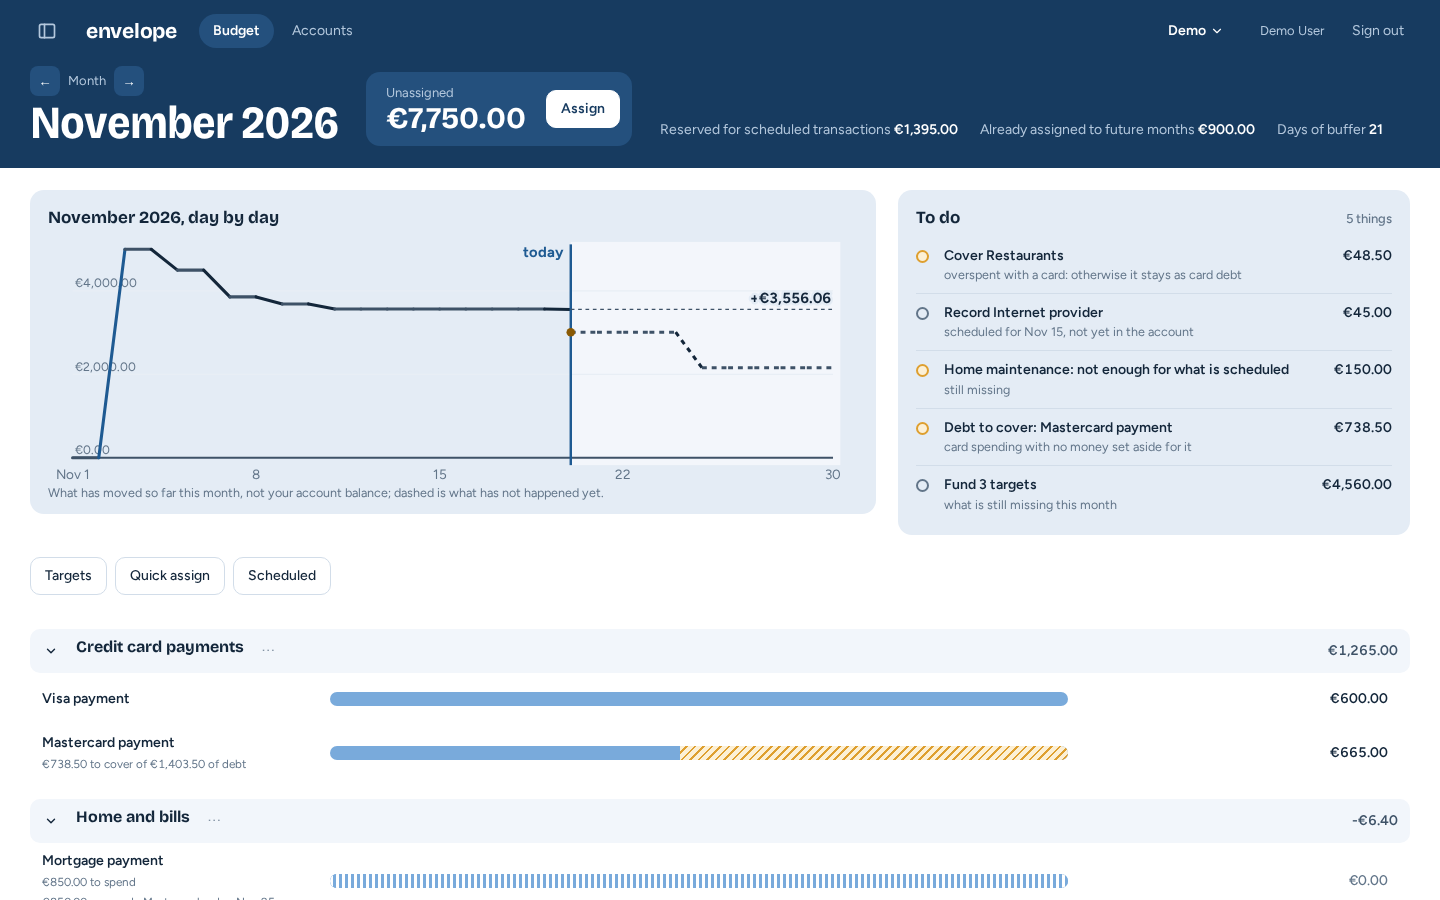 envelope
Budget
Accounts
Demo
Demo User
Sign out
← Month →
November 2026
Unassigned
€7,750.00
Assign
Reserved for scheduled transactions €1,395.00
Already assigned to future months €900.00
Days of buffer 21
November 2026, day by day
today
€4,000.00
+€3,556.06
€2,000.00
€0.00
Nov 1 8 15 22 30
What has moved so far this month, not your account balance; dashed is what has not happened yet.
To do
5 things
Cover Restaurants €48.50
overspent with a card: otherwise it stays as card debt
Record Internet provider €45.00
scheduled for Nov 15, not yet in the account
Home maintenance: not enough for what is scheduled €150.00
still missing
Debt to cover: Mastercard payment €738.50
card spending with no money set aside for it
Fund 3 targets €4,560.00
what is still missing this month
Targets
Quick assign
Scheduled
Credit card payments ... €1,265.00
Visa payment €600.00
Mastercard payment
€738.50 to cover of €1,403.50 of debt
€665.00
Home and bills ... -€6.40
Mortgage payment
€850.00 to spend
€0.00